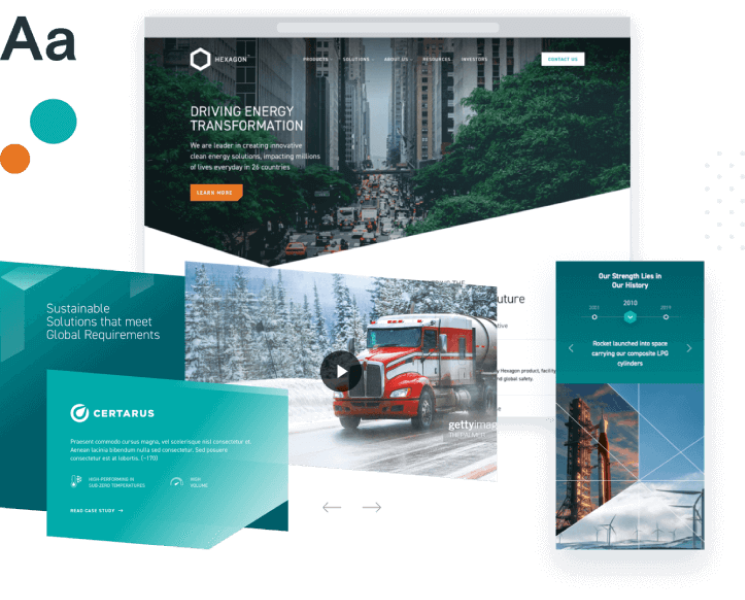 Aa
HEXAGON
PRODUCTS
SOLUTIONS
ABOUT US
RESOURCES
INVESTORS
CONTACT US
DRIVING ENERGY
TRANSFORMATION
We are leader in creating innovative
clean energy solutions, impacting millions
of lives everyday in 26 countries
LEARN MORE
Sustainable
Solutions that meet
Global Requirements
CERTARUS
Praesent commodo cursus magna, vel scelerisque nisl consectetur et.
Aenean lacinia bibendum nulla sed consectetur. Sed posuere
consectetur est at lobortis. (~170)
HIGH-PERFORMING IN
SUB-ZERO TEMPERATURES
HIGH
VOLUME
READ CASE STUDY →
uture
tive
y Hexagon product, facility
nd global safety.
gettyimag
Our Strength Lies in
Our History
2010
2019
Rocket launched into space
carrying our composite LPG
cylinders